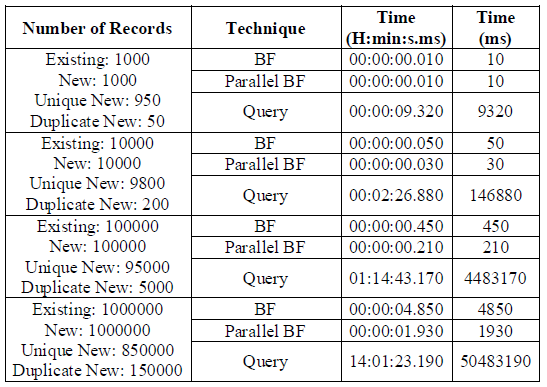 Number of Records Technique Time (H:min:s.ms) Time (ms)
Existing: 1000
New: 1000
Unique New: 950
Duplicate New: 50
BF 00:00:00.010 10
Parallel BF 00:00:00.010 10
Query 00:00:09.320 9320
Existing: 10000
New: 10000
Unique New: 9800
Duplicate New: 200
BF 00:00:00.050 50
Parallel BF 00:00:00.030 30
Query 00:02:26.880 146880
Existing: 100000
New: 100000
Unique New: 95000
Duplicate New: 5000
BF 00:00:00.450 450
Parallel BF 00:00:00.210 210
Query 01:14:43.170 4483170
Existing: 1000000
New: 1000000
Unique New: 850000
Duplicate New: 150000
BF 00:00:04.850 4850
Parallel BF 00:00:01.930 1930
Query 14:01:23.190 50483190